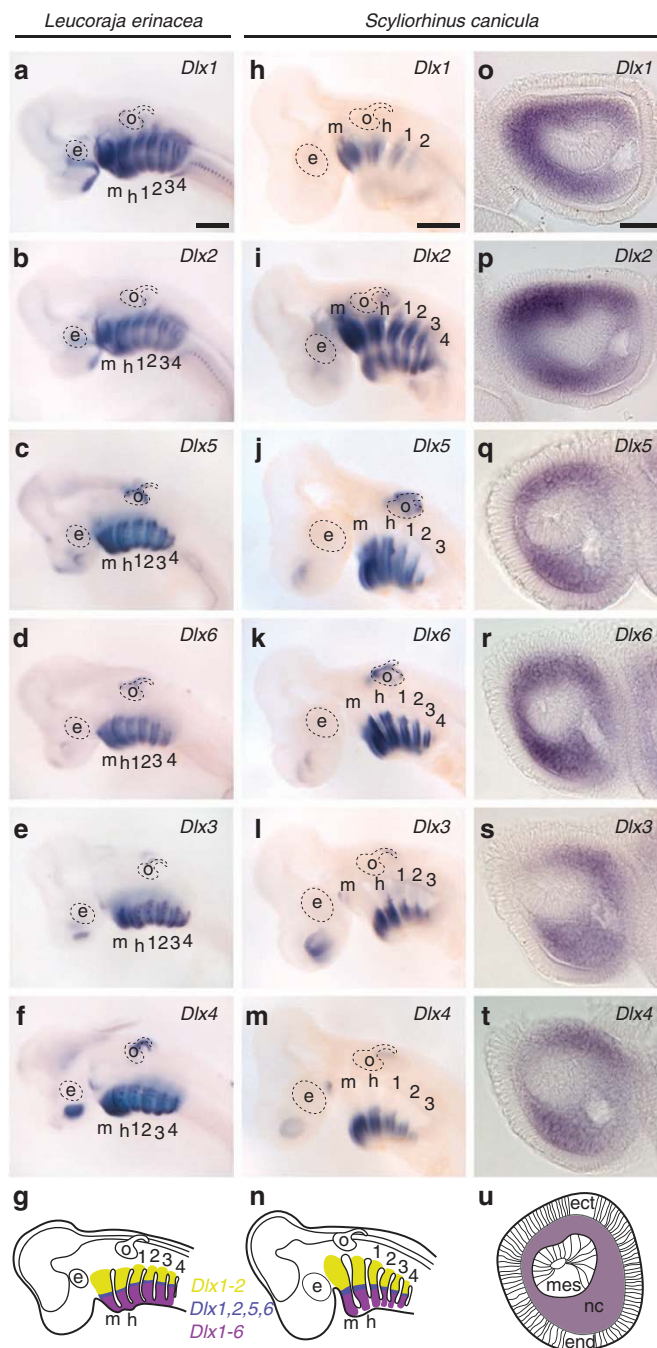 Leucoraja erinacea Scyliorhinus canicula
a Dlx1 h Dlx1 o Dlx1
e o m h 1 2 3 4
e m o h 1 2
b Dlx2 i Dlx2 p Dlx2
e o m h 1 2 3 4
e m o h 1 2 3 4
c Dlx5 j Dlx5 q Dlx5
e o m h 1 2 3 4
e m h o 1 2 3
d Dlx6 k Dlx6 r Dlx6
e o m h 1 2 3 4
e m h o 1 2 3 4
e Dlx3 l Dlx3 s Dlx3
e o m h 1 2 3 4
e m o h 1 2 3
f Dlx4 m Dlx4 t Dlx4
e o m h 1 2 3 4
e m o h 1 2 3
g n u
e o 1 2 3 4 m h
Dlx1-2
Dlx1,2,5,6
Dlx1-6
e o 1 2 3 4 m h
ect
mes
nc
end